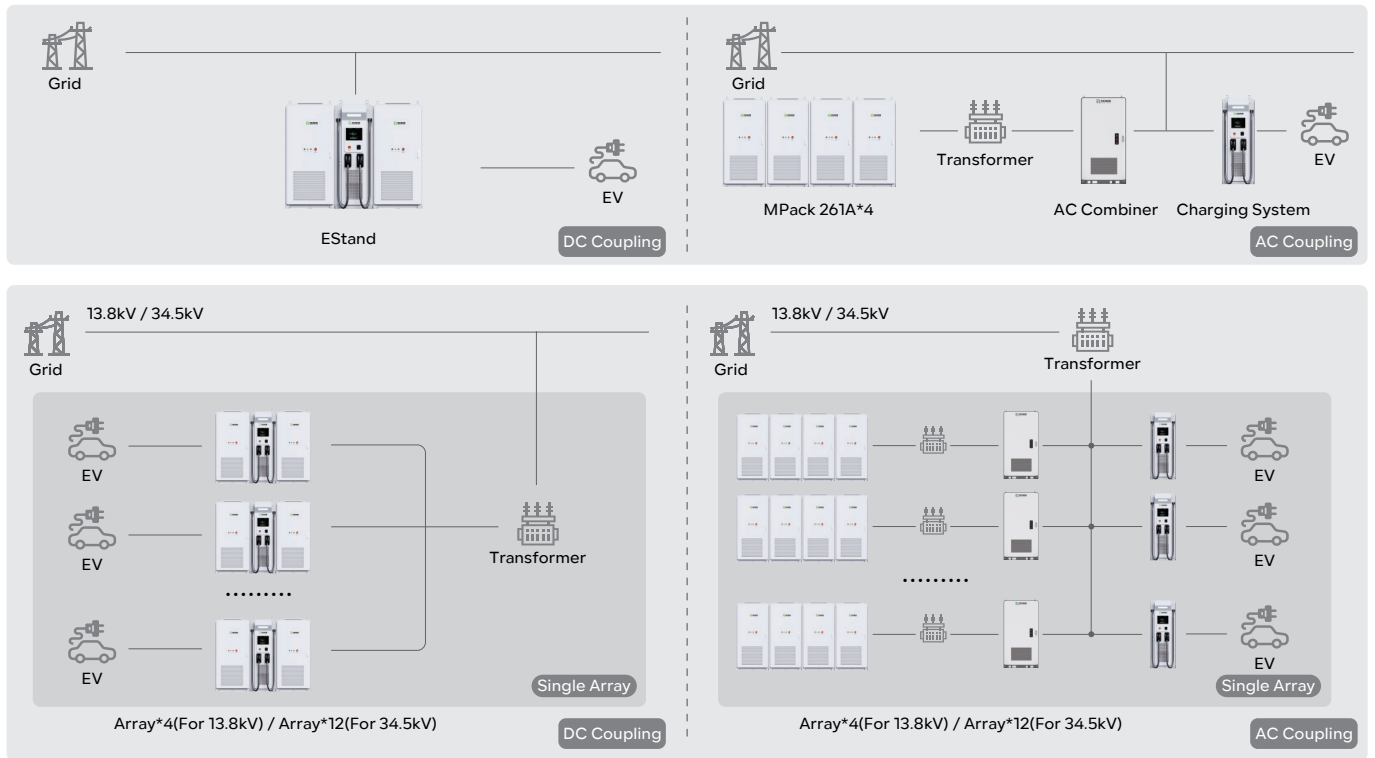 Grid
EV
EStand
DC Coupling
Grid
Transformer
EV
MPack 261A*4
AC Combiner
Charging System
AC Coupling
13.8kV / 34.5kV
Grid
EV
EV
Transformer
EV
Single Array
Array*4(For 13.8kV) / Array*12(For 34.5kV)
DC Coupling
13.8kV / 34.5kV
Grid
Transformer
EV
EV
EV
Single Array
Array*4(For 13.8kV) / Array*12(For 34.5kV)
AC Coupling